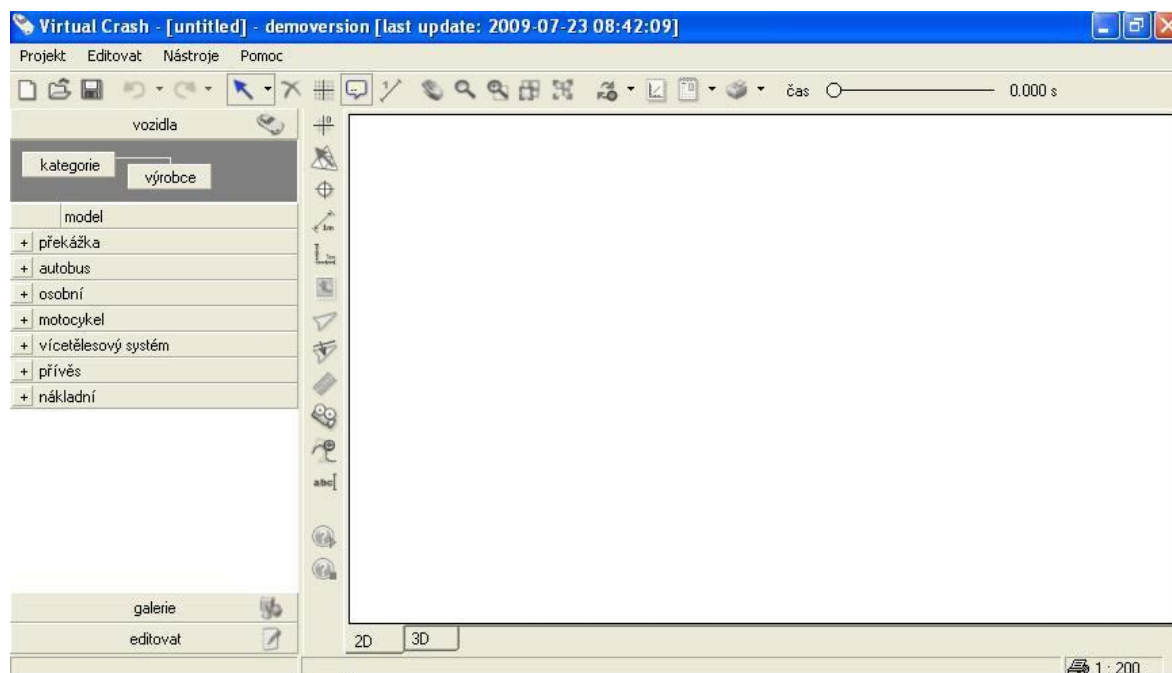 Virtual Crash - [untitled] - demoversion [last update: 2009-07-23 08:42:09]
Projekt Editovat Nástroje Pomoc
čas 0.000 s
vozidla
kategorie
výrobce
model
+ překážka
+ autobus
+ osobní
+ motocykel
+ vícetělesový systém
+ přívěs
+ nákladní
1m
abc
galerie
editovat
2D 3D
1 : 200